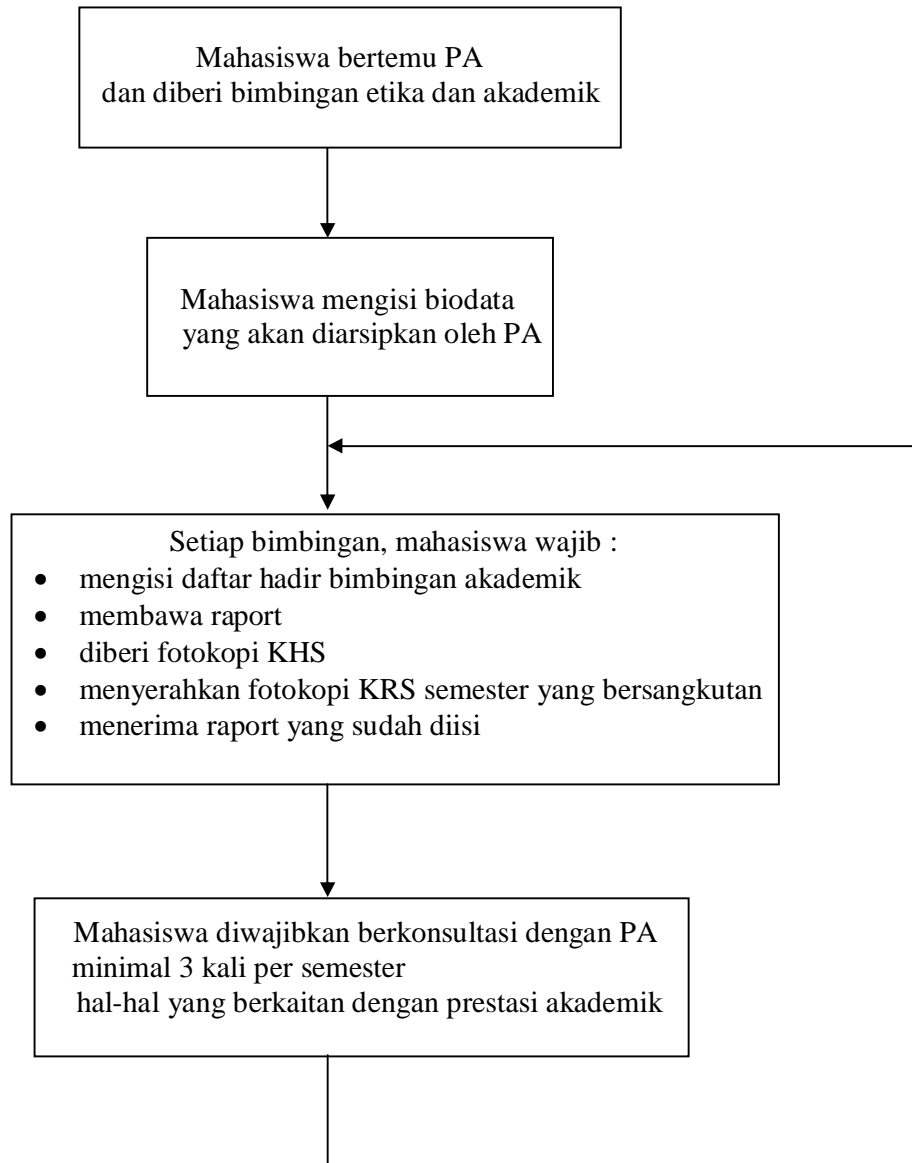 Mahasiswa bertemu PA
dan diberi bimbingan etika dan akademik
Mahasiswa mengisi biodata
yang akan diarsipkan oleh PA
Setiap bimbingan, mahasiswa wajib :
• mengisi daftar hadir bimbingan akademik
• membawa raport
• diberi fotokopi KHS
• menyerahkan fotokopi KRS semester yang bersangkutan
• menerima raport yang sudah diisi
Mahasiswa diwajibkan berkonsultasi dengan PA
minimal 3 kali per semester
hal-hal yang berkaitan dengan prestasi akademik